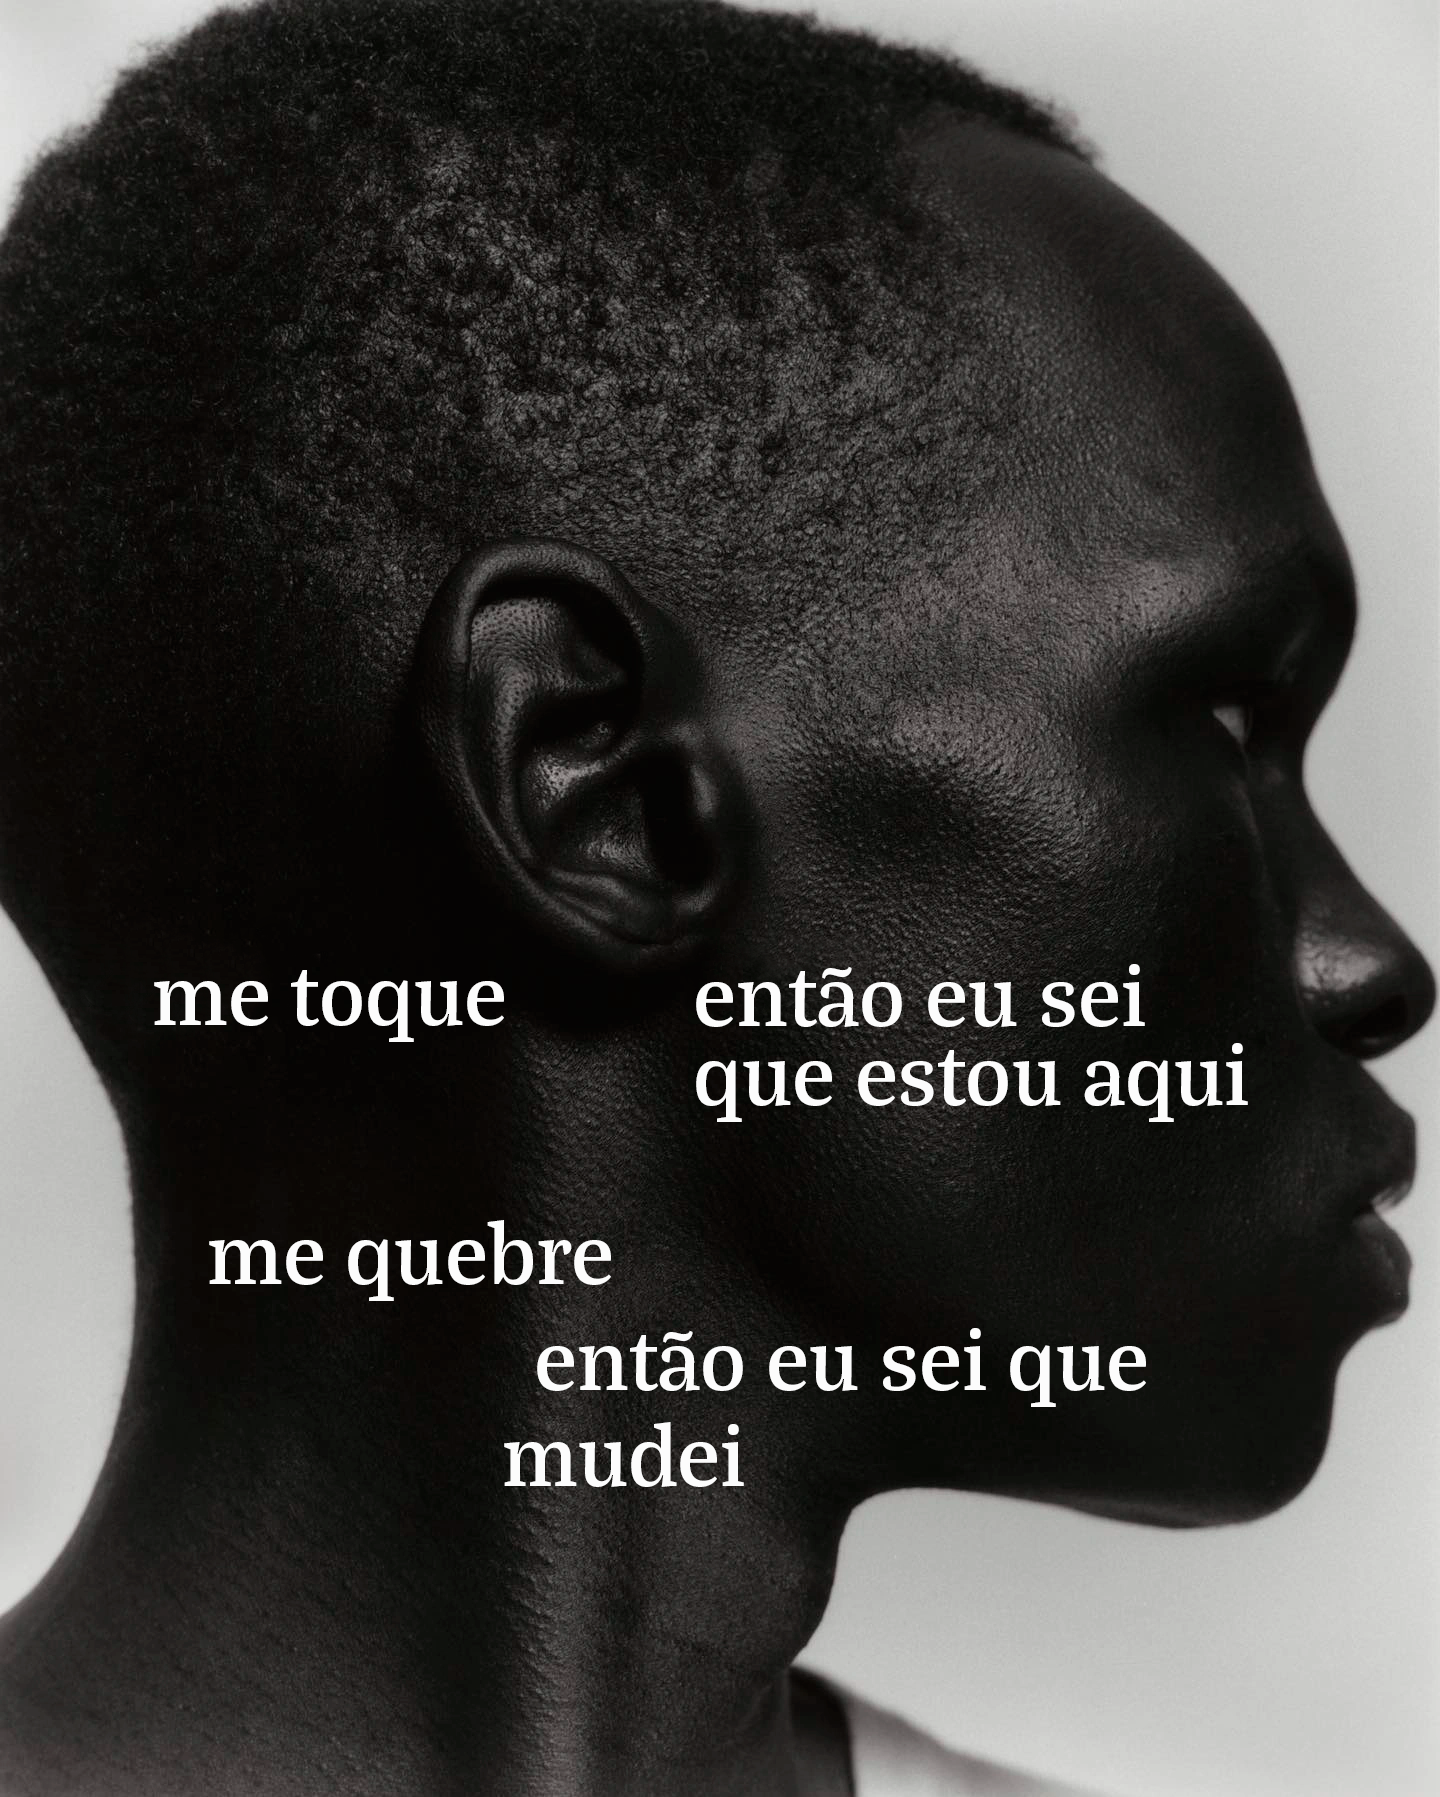 me toque
então eu sei
que estou aqui
me quebre
então eu sei que
mudei